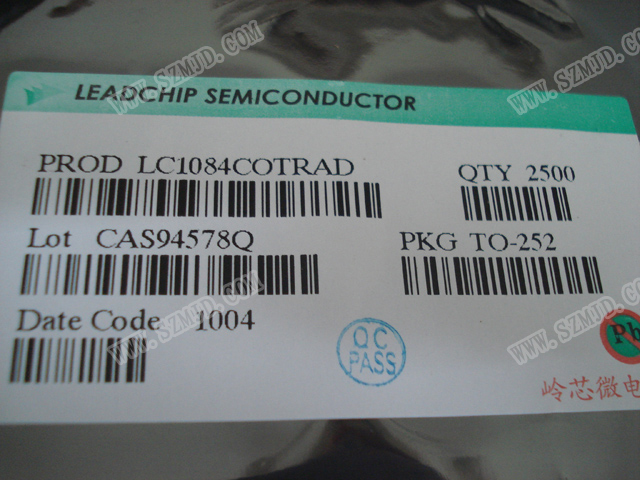 LEADCHIP SEMICONDUCTOR
PROD LC1084COTRAD
QTY 2500
Lot CAS94578Q
PKG TO-252
Date Code 1004
QC
PASS
Pb
岭芯微电
WWW.SZMJD.COM
WWW.SZMJD.COM
WWW.SZMJD.COM
WWW.SZMJD.COM